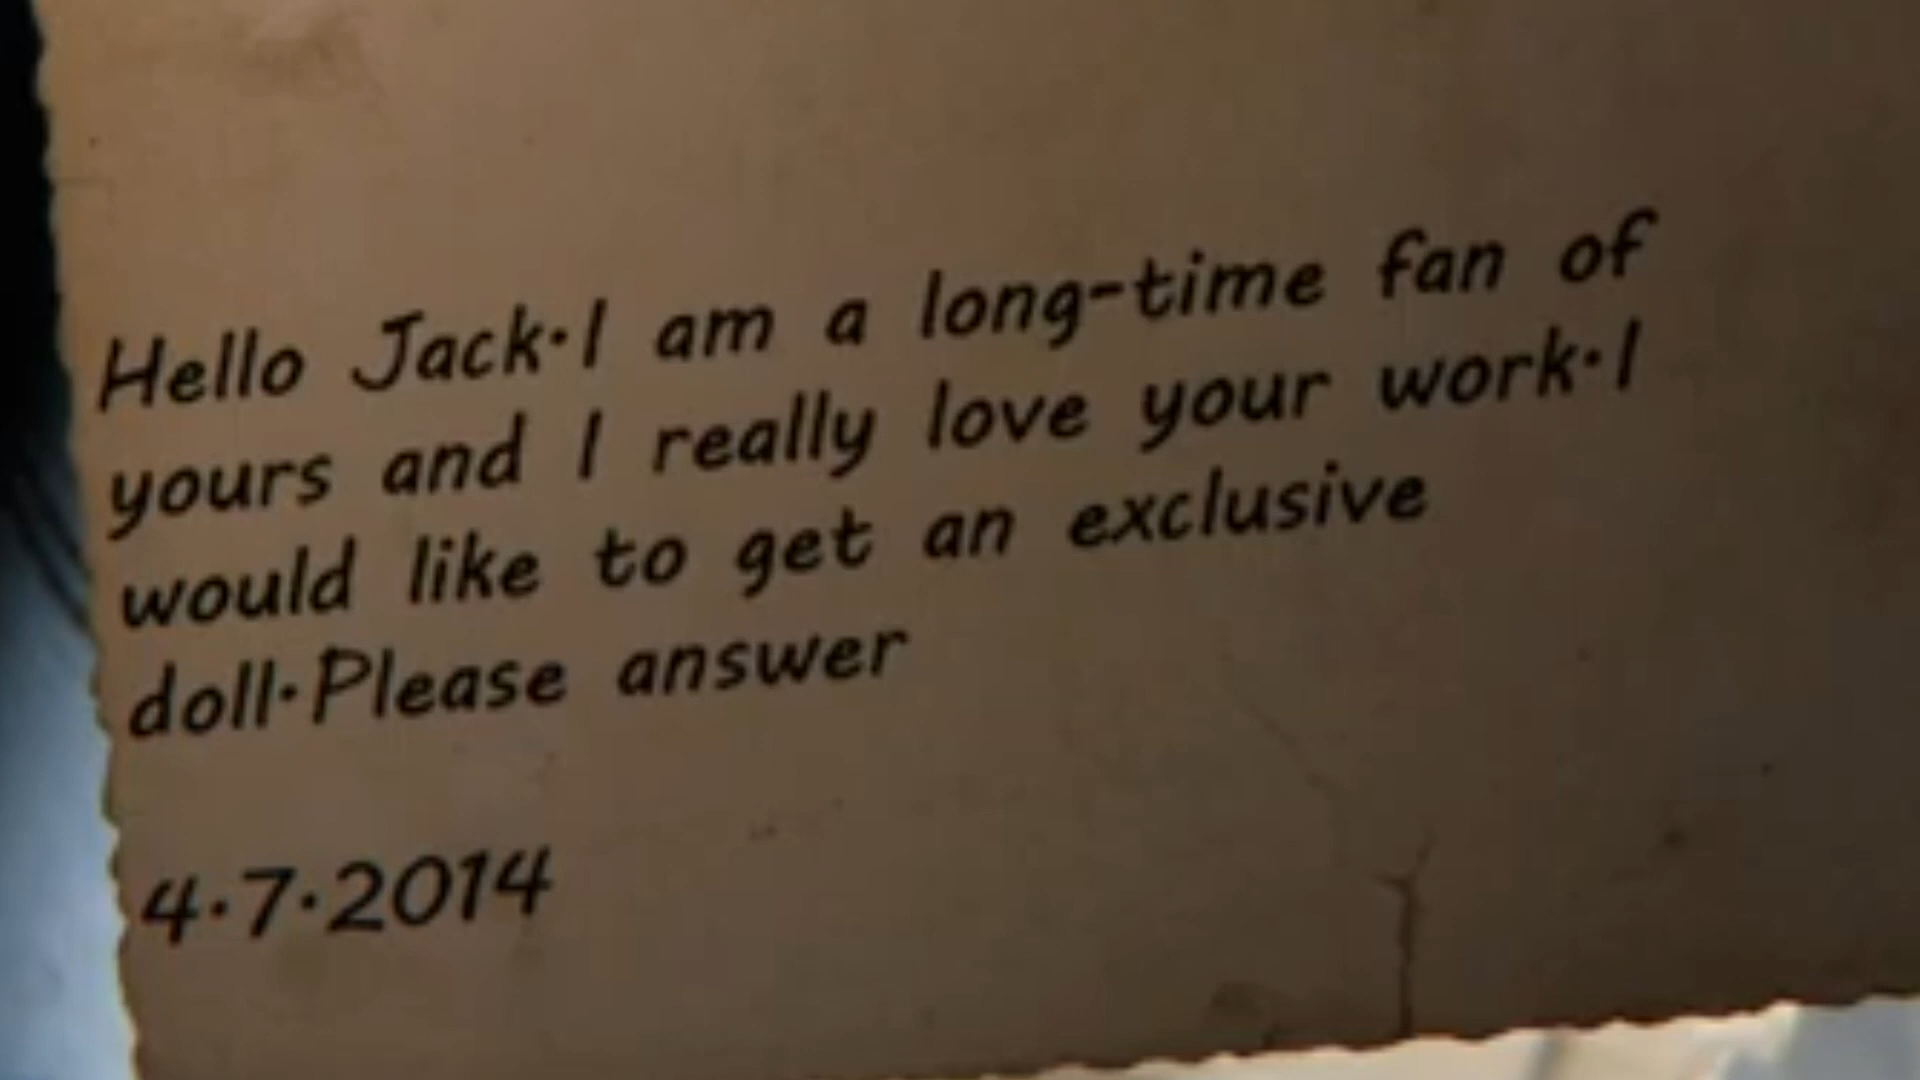 Hello Jack.I am a long-time fan of
yours and I really love your work.I
would like to get an exclusive
doll.Please answer
4.7.2014